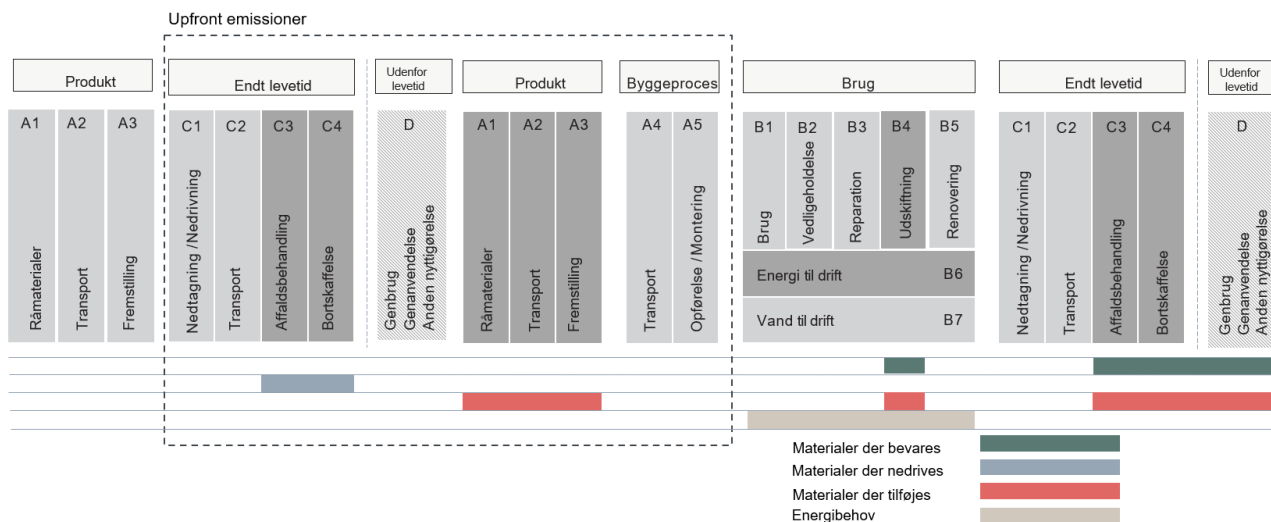 Upfront emissioner
Produkt
Endt levetid
Udenfor
levetid
Produkt
Byggeproces
Brug
Endt levetid
Udenfor
levetid
A1
A2
A3
C1
C2
C3
C4
D
A1
A2
A3
A4
A5
B1
B2
B3
B4
B5
C1
C2
C3
C4
D
Råmaterialer
Transport
Fremstilling
Nedtagning / Nedrivning
Transport
Affaldsbehandling
Bortskaffelse
Genbrug
Genanvendelse
Anden nyttigørelse
Råmaterialer
Transport
Fremstilling
Transport
Opførelse / Montering
Brug
Vedligeholdelse
Reparation
Udskiftning
Renovering
Energi til drift B6
Vand til drift B7
Nedtagning / Nedrivning
Transport
Affaldsbehandling
Bortskaffelse
Genbrug
Genanvendelse
Anden nyttigørelse
Materialer der bevares
Materialer der nedrives
Materialer der tilføjes
Energibehov